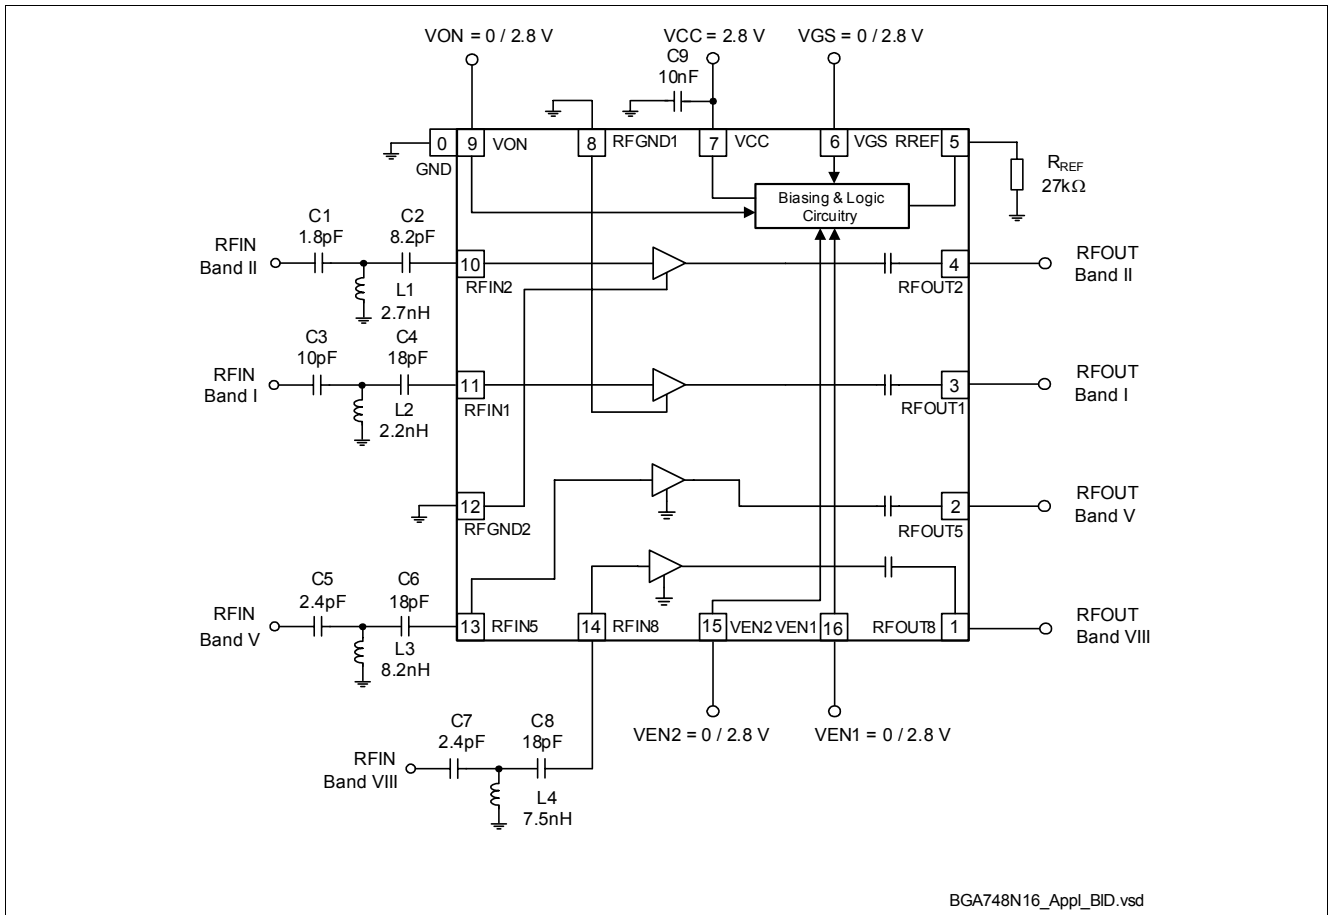 VON = 0 / 2.8 V
VCC = 2.8 V
VGS = 0 / 2.8 V
C9
10nF
0
9
VON
8
RFGND1
7
VCC
6
VGS
RREF
5
GND
RREF
27kΩ
Biasing & Logic
Circuitry
C1
1.8pF
C2
8.2pF
RFIN
Band II
10
RFIN2
L1
2.7nH
4
RFOUT2
RFOUT
Band II
C3
10pF
C4
18pF
RFIN
Band I
11
RFIN1
L2
2.2nH
3
RFOUT1
RFOUT
Band I
12
RFGND2
2
RFOUT5
RFOUT
Band V
C5
2.4pF
C6
18pF
RFIN
Band V
13
RFIN5
L3
8.2nH
14
RFIN8
15
VEN2
VEN1
16
RFOUT8
1
RFOUT
Band VIII
VEN2 = 0 / 2.8 V
VEN1 = 0 / 2.8 V
C7
2.4pF
C8
18pF
RFIN
Band VIII
L4
7.5nH
BGA748N16_Appl_BID.vsd